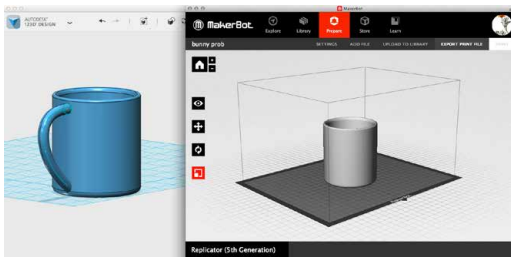 AUTODESK®
123D® DESIGN
MakerBot
MakerBot.
Explore
Library
Prepare
Store
Learn
bunny prob
SETTINGS
ADD FILE
UPLOAD TO LIBRARY
EXPORT PRINT FILE
Replicator (5th Generation)